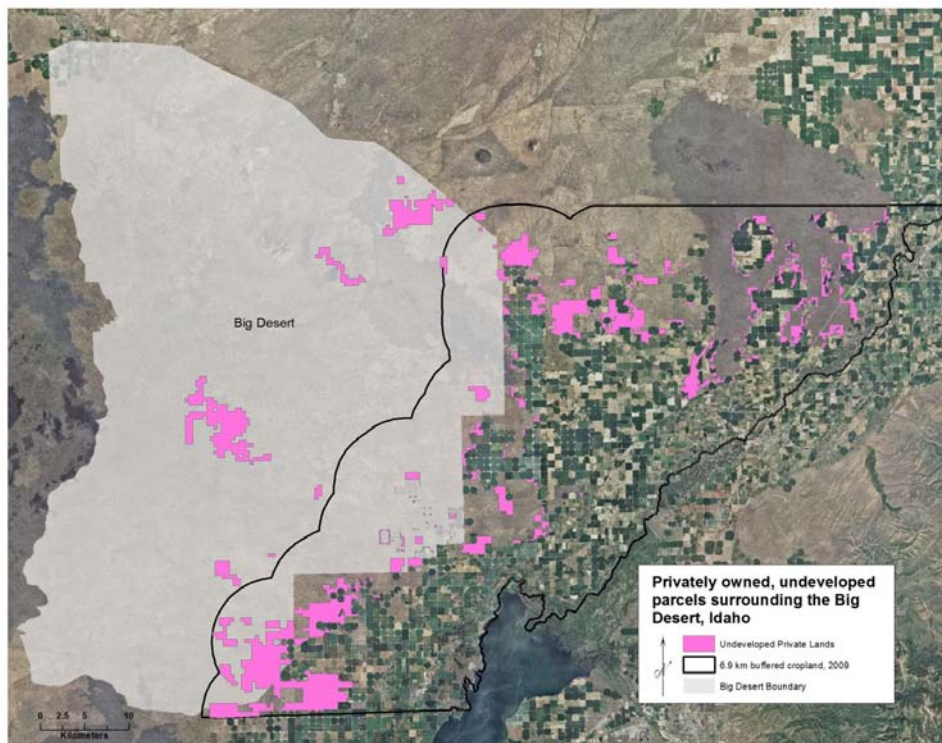 Big Desert
Privately owned, undeveloped
parcels surrounding the Big
Desert, Idaho
Undeveloped Private Lands
6.9 km buffered cropland, 2009
Big Desert Boundary
0 2.5 5 10
Kilometers